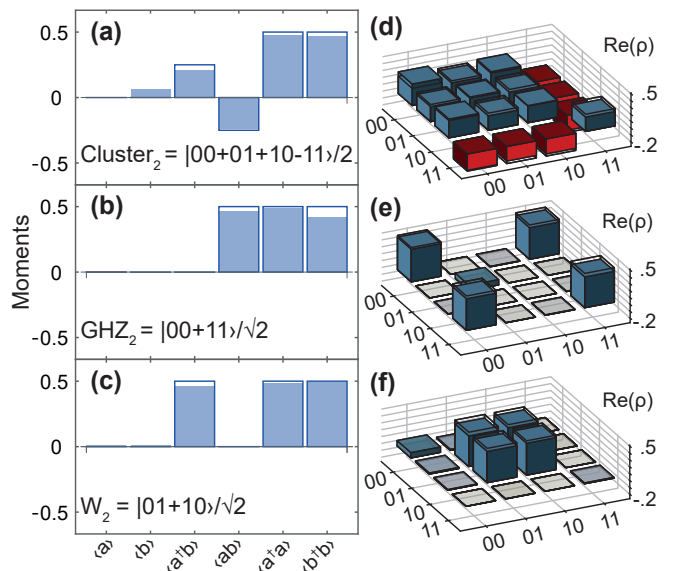 (a)
0.5
0
-0.5
Cluster₂ = |00+01+10-11⟩/2
(b)
0.5
0
-0.5
GHZ₂ = |00+11⟩/√2
(c)
0.5
0
-0.5
W₂ = |01+10⟩/√2
Moments
⟨a⟩ ⟨b⟩ ⟨a†b⟩ ⟨ab⟩ ⟨a†a⟩ ⟨b†b⟩
(d)
Re(ρ)
.5
-.2
00 01 10 11
00 01 10 11
(e)
Re(ρ)
.5
-.2
00 01 10 11
00 01 10 11
(f)
Re(ρ)
.5
-.2
00 01 10 11
00 01 10 11